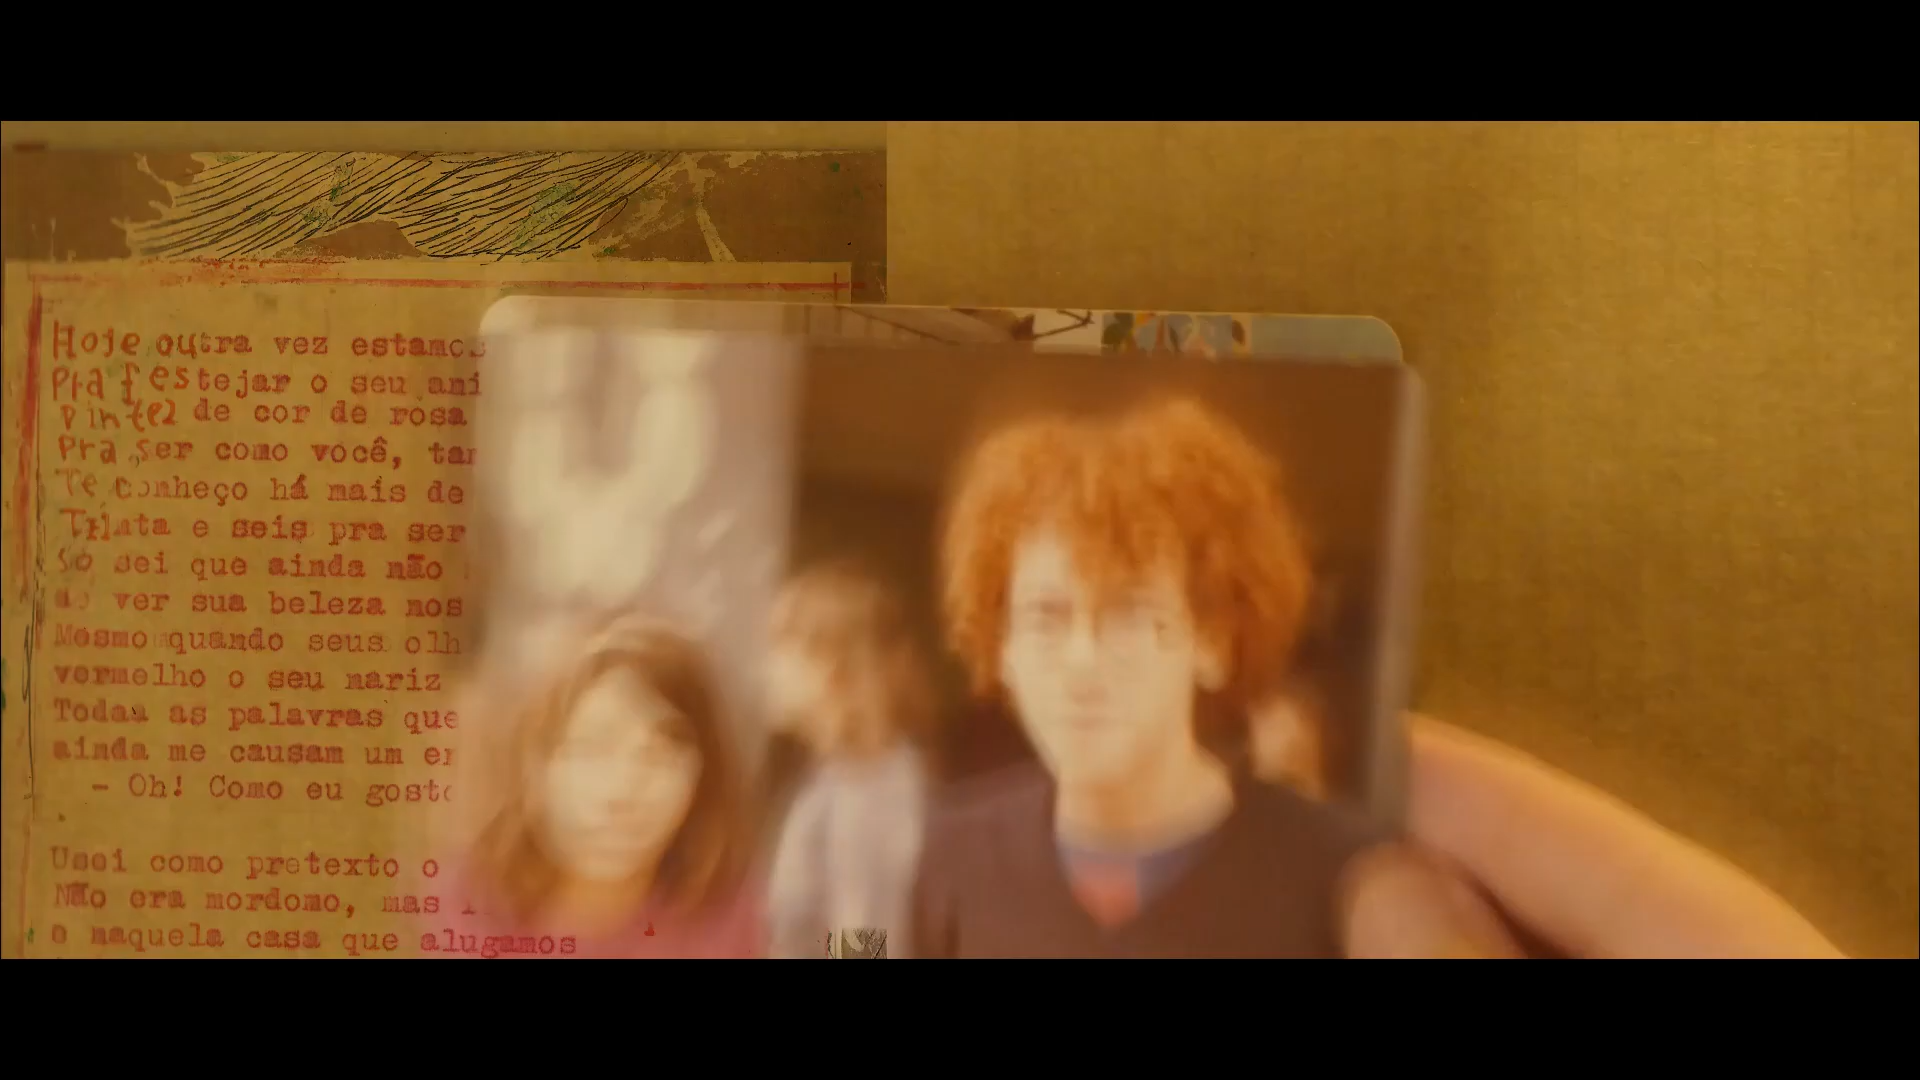 Hoje outra vez estamos
Pra festejar o seu ani
pintei de cor de rosa
Pra ser como você, tan
Te conheço há mais de
Trinta e seis pra ser
Só sei que ainda não
de ver sua beleza nos
Mesmo quando seus olh
vermelho o seu nariz
Todas as palavras que
ainda me causam um
- Oh! Como eu gosto
Usei como pretexto o
Não era mordomo, mas
e naquela casa que alugamos